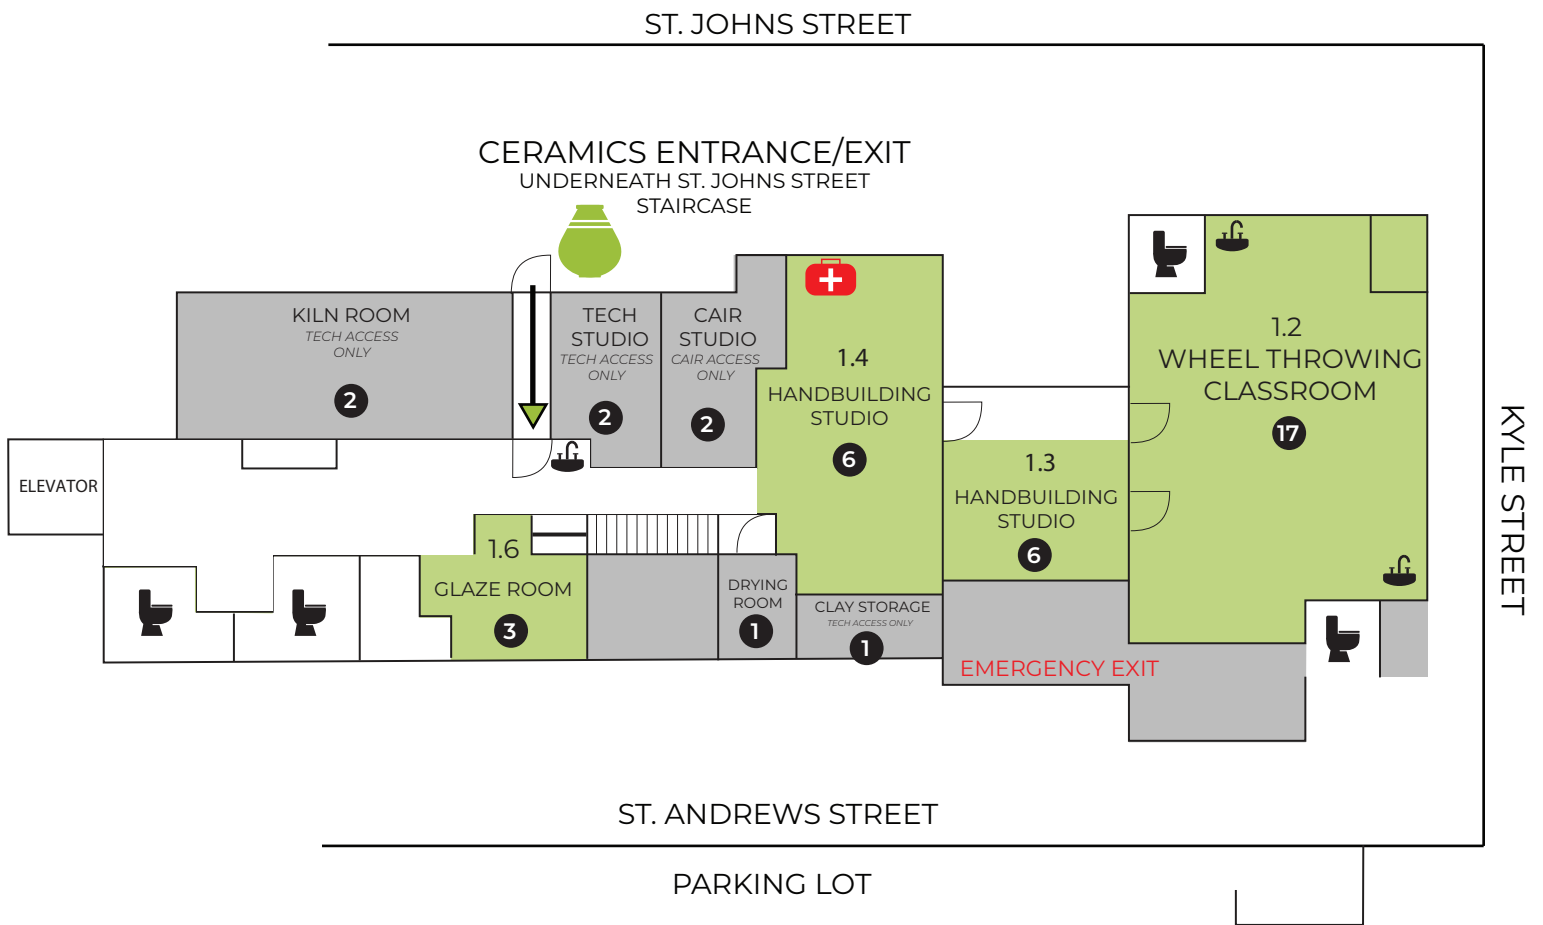 ST. JOHNS STREET
CERAMICS ENTRANCE/EXIT
UNDERNEATH ST. JOHNS STREET
STAIRCASE
KILN ROOM
TECH ACCESS
ONLY
2
TECH
STUDIO
TECH ACCESS
ONLY
2
CAIR
STUDIO
CAIR ACCESS
ONLY
2
1.4
HANDBUILDING
STUDIO
6
1.3
HANDBUILDING
STUDIO
6
1.2
WHEEL THROWING
CLASSROOM
17
KYLE STREET
ELEVATOR
1.6
GLAZE ROOM
3
DRYING
ROOM
1
CLAY STORAGE
TECH ACCESS ONLY
1
EMERGENCY EXIT
ST. ANDREWS STREET
PARKING LOT